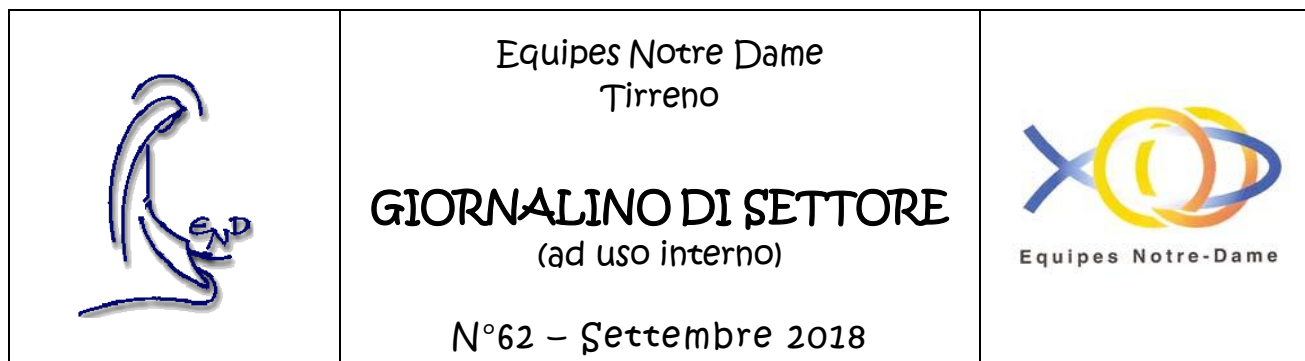 END
Equipes Notre Dame
Tirreno
GIORNALINO DI SETTORE
(ad uso interno)
N°62 – Settembre 2018
Equipes Notre-Dame